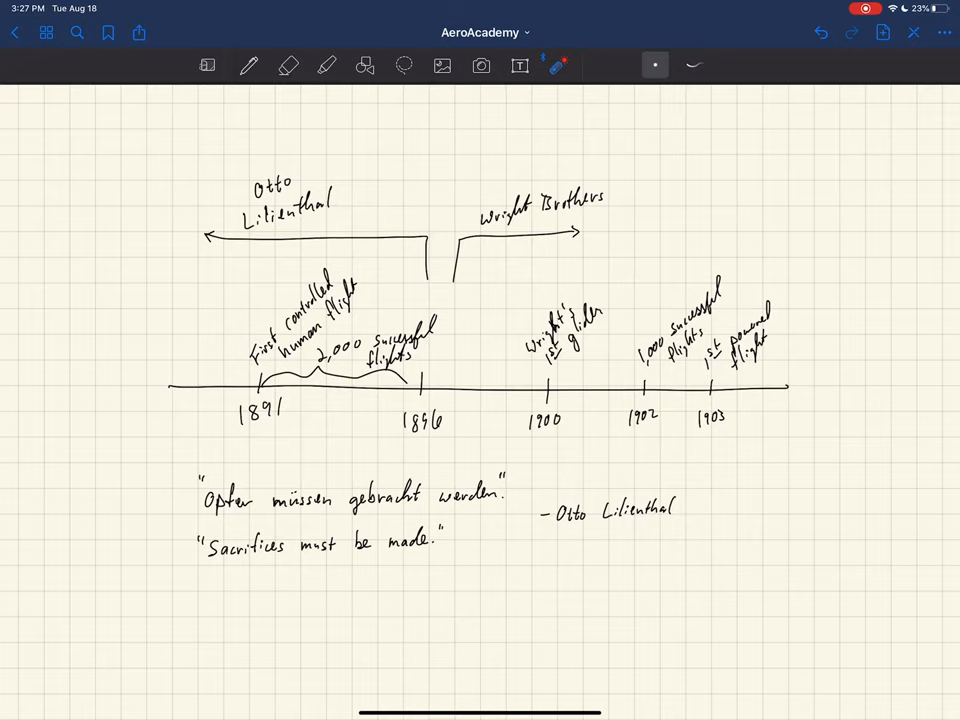 3:27 PM Tue Aug 18
23%
AeroAcademy
T
Otto
Lilienthal
Wright Brothers
First controlled
human flight
2,000 successful
flights
Wright's
1st glider
1,000 successful
flights
1st powered
flight
1891
1896
1900
1902
1903
"Opfer müssen gebracht werden."
- Otto Lilienthal
"Sacrifices must be made."